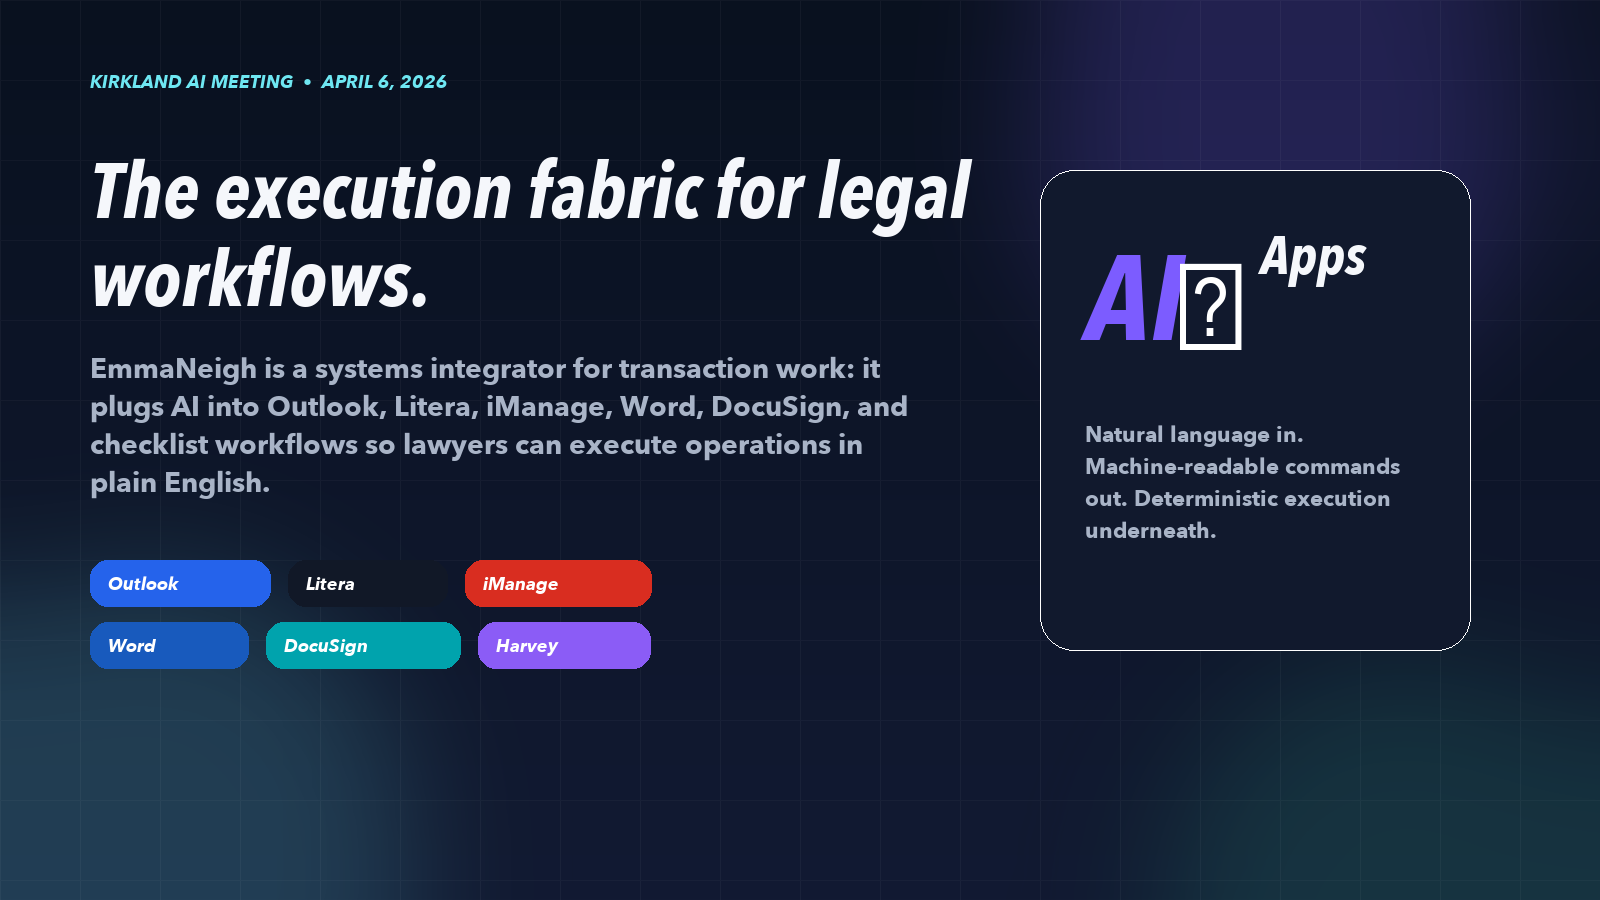 KIRKLAND AI MEETING • APRIL 6, 2026
The execution fabric for legal
workflows.
EmmaNeigh is a systems integrator for transaction work: it
plugs AI into Outlook, Litera, iManage, Word, DocuSign, and
checklist workflows so lawyers can execute operations in
plain English.
Outlook
Litera
iManage
Word
DocuSign
Harvey
AI
Apps
Natural language in.
Machine-readable commands
out. Deterministic execution
underneath.